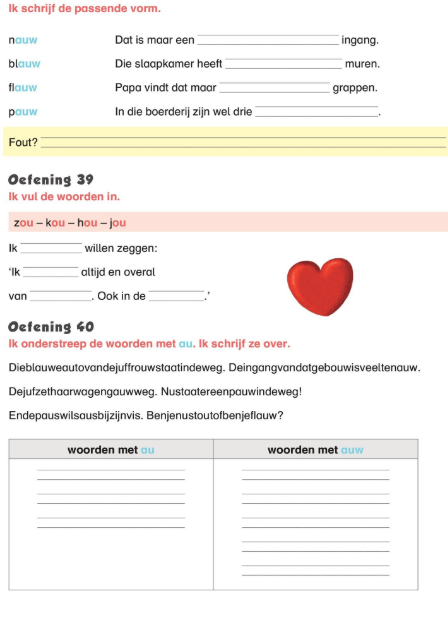 Ik schrijf de passende vorm.
nauw Dat is maar een ingang.
blauw Die slaapkamer heeft muren.
flauw Papa vindt dat maar grappen.
pauw In die boerderij zijn wel drie .
Fout?
Oefening 39
Ik vul de woorden in.
zou – kou – hou – jou
Ik willen zeggen:
'Ik altijd en overal
van . Ook in de .'
Oefening 40
Ik onderstreep de woorden met au. Ik schrijf ze over.
Dieblauweautovandejuffrouwstaatindeweg. Deingangvandatgebouwisveeltenauw.
Dejufzethaarwagengauwweg. Nustaatereenpauwindeweg!
Endepauswilsausbijzijnvis. Benjenustoutofbenjeflauw?
woorden met au woorden met auw